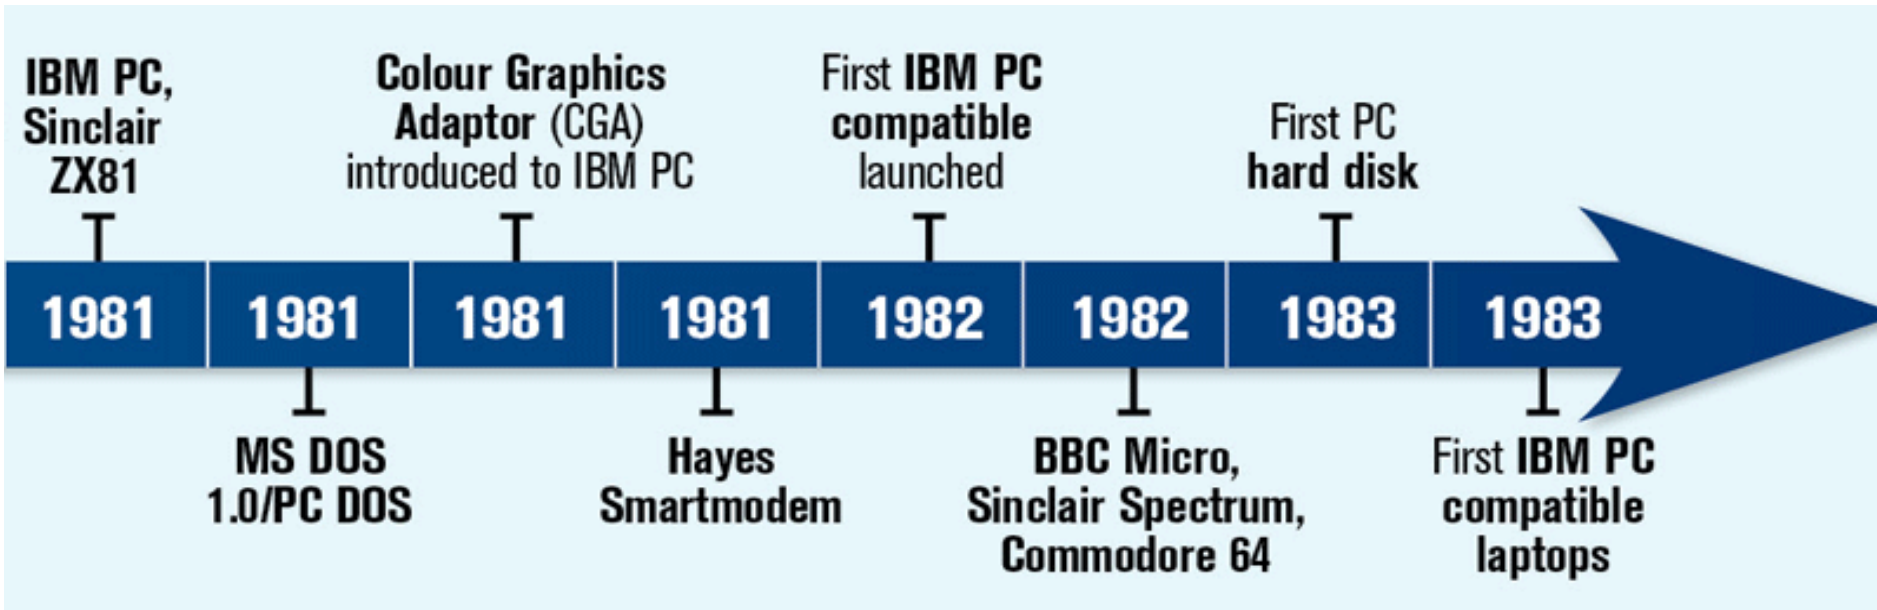 IBM PC,
Sinclair
ZX81
Colour Graphics
Adaptor (CGA)
introduced to IBM PC
First IBM PC
compatible
launched
First PC
hard disk
1981
1981
1981
1981
1982
1982
1983
1983
MS DOS
1.0/PC DOS
Hayes
Smartmodem
BBC Micro,
Sinclair Spectrum,
Commodore 64
First IBM PC
compatible
laptops